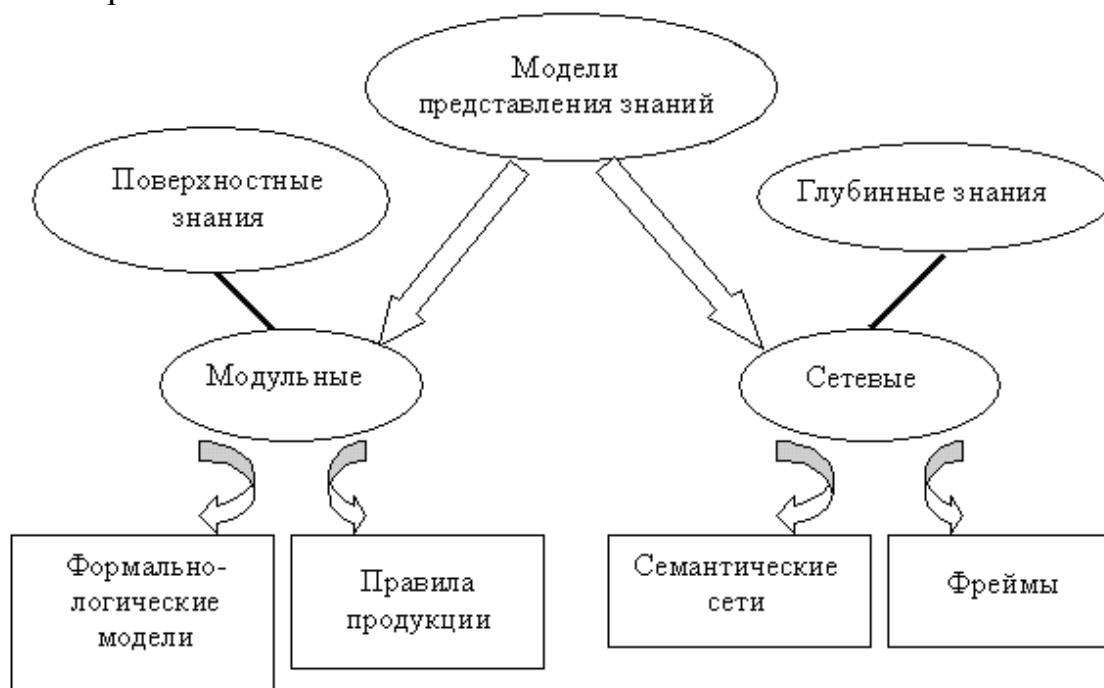 Модели
представления знаний
Поверхностные
знания
Глубинные знания
Модульные
Сетевые
Формально-
логические
модели
Правила
продукции
Семантические
сети
Фреймы